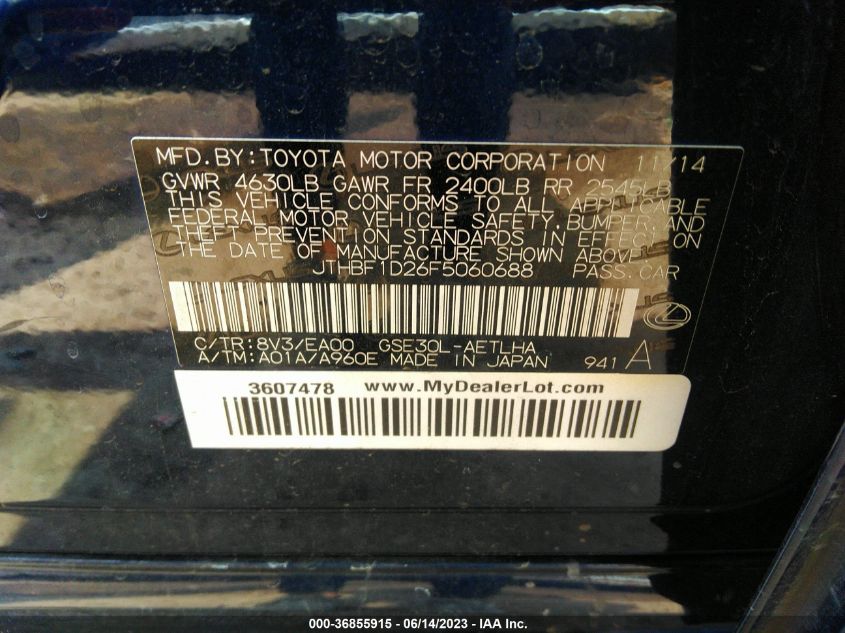 MFD.BY:TOYOTA MOTOR CORPORATION 11/14
GVWR 4630LB GAWR FR 2400LB RR 2545LB
THIS VEHICLE CONFORMS TO ALL APPLICABLE
FEDERAL MOTOR VEHICLE SAFETY, BUMPER, AND
THEFT PREVENTION STANDARDS IN EFFECT ON
THE DATE OF MANUFACTURE SHOWN ABOVE.
JTHBF1D26F5060688 PASS.CAR
C/TR:8V3/EA00 GSE30L-AETLHA
A/TM:A01A/A960E MADE IN JAPAN 941 A
3607478 www.MyDealerLot.com
000-36855915 - 06/14/2023 - IAA Inc.